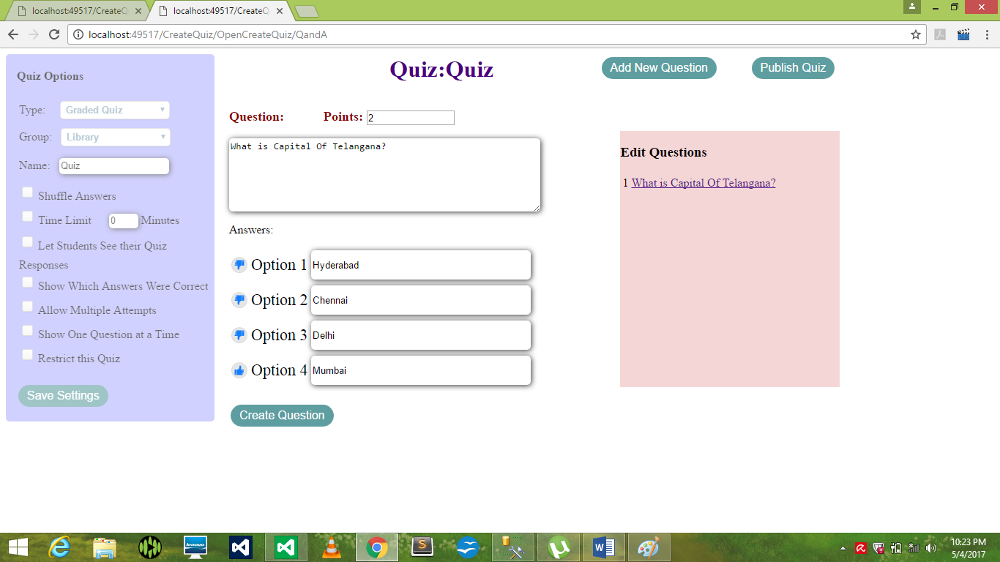 localhost:49517/CreateQ
localhost:49517/CreateQ
localhost:49517/CreateQuiz/OpenCreateQuiz/QandA
Quiz Options
Type: Graded Quiz
Group: Library
Name: Quiz
Shuffle Answers
Time Limit 0 Minutes
Let Students See their Quiz
Responses
Show Which Answers Were Correct
Allow Multiple Attempts
Show One Question at a Time
Restrict this Quiz
Save Settings
Quiz:Quiz
Add New Question
Publish Quiz
Question: Points: 2
What is Capital Of Telangana?
Answers:
Option 1 Hyderabad
Option 2 Chennai
Option 3 Delhi
Option 4 Mumbai
Create Question
Edit Questions
1 What is Capital Of Telangana?
lenovo
10:23 PM
5/4/2017